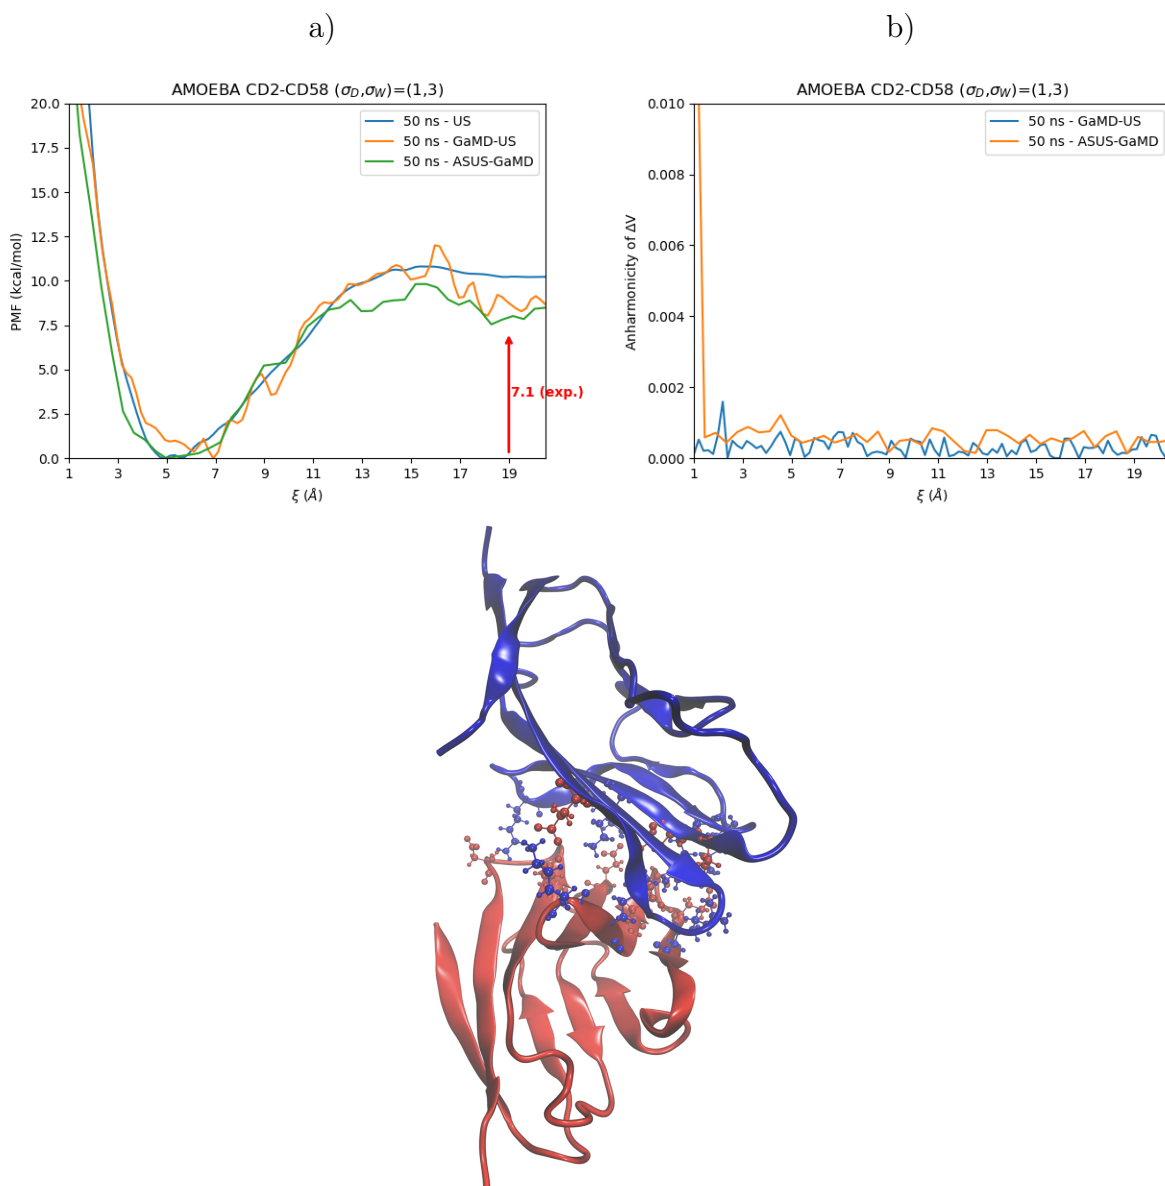 a)
b)
AMOEBA CD2-CD58 (σ_D,σ_W)=(1,3)
20.0
17.5
15.0
12.5
10.0
7.5
5.0
2.5
0.0
PMF (kcal/mol)
50 ns - US
50 ns - GaMD-US
50 ns - ASUS-GaMD
7.1 (exp.)
1 3 5 7 9 11 13 15 17 19
ξ (Å)
AMOEBA CD2-CD58 (σ_D,σ_W)=(1,3)
0.010
0.008
0.006
0.004
0.002
0.000
Anharmonicity of ΔV
50 ns - GaMD-US
50 ns - ASUS-GaMD
1 3 5 7 9 11 13 15 17 19
ξ (Å)